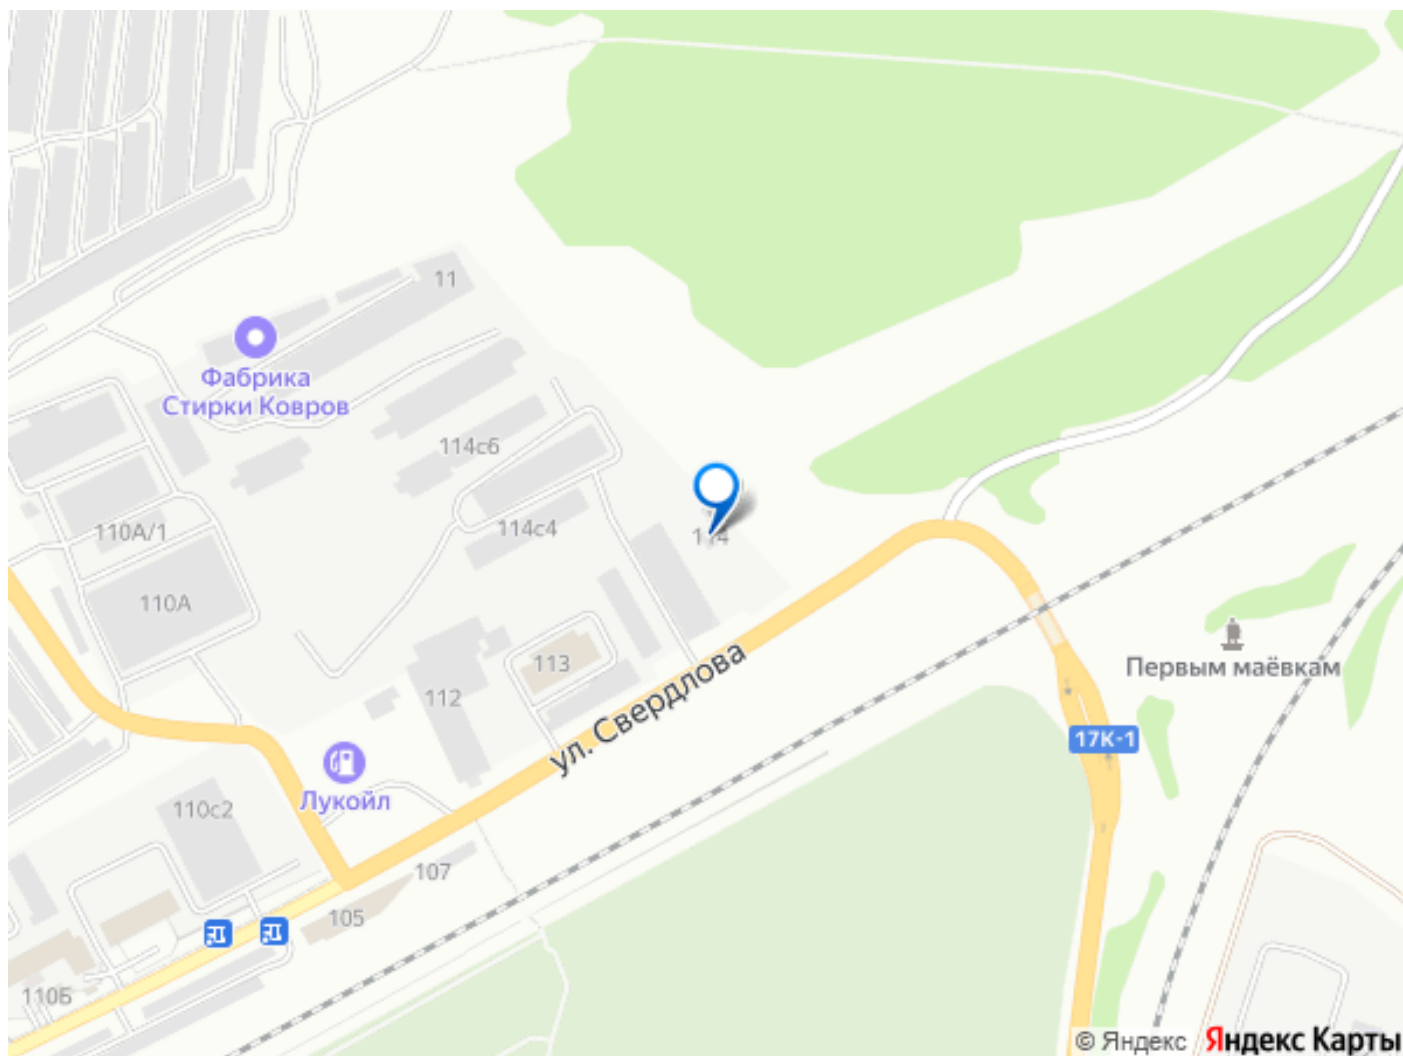 11
Фабрика
Стирки Ковров
114с6
114с4
110А/1
114
110А
113
ул. Свердлова
Первым маёвкам
112
17К-1
Лукойл
110с2
107
105
110Б
© Яндекс Яндекс Карты